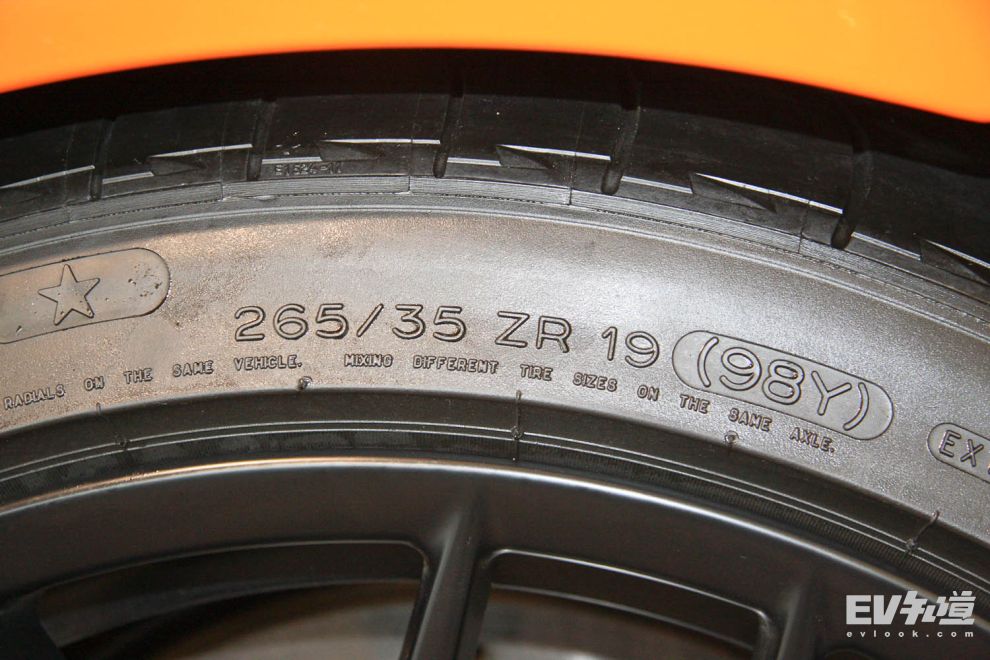 265/35 ZR 19 (98Y)
RADIALS ON THE SAME VEHICLE. MIXING DIFFERENT TIRE SIZES ON THE SAME AXLE.
EX
EV知道
evlook.com